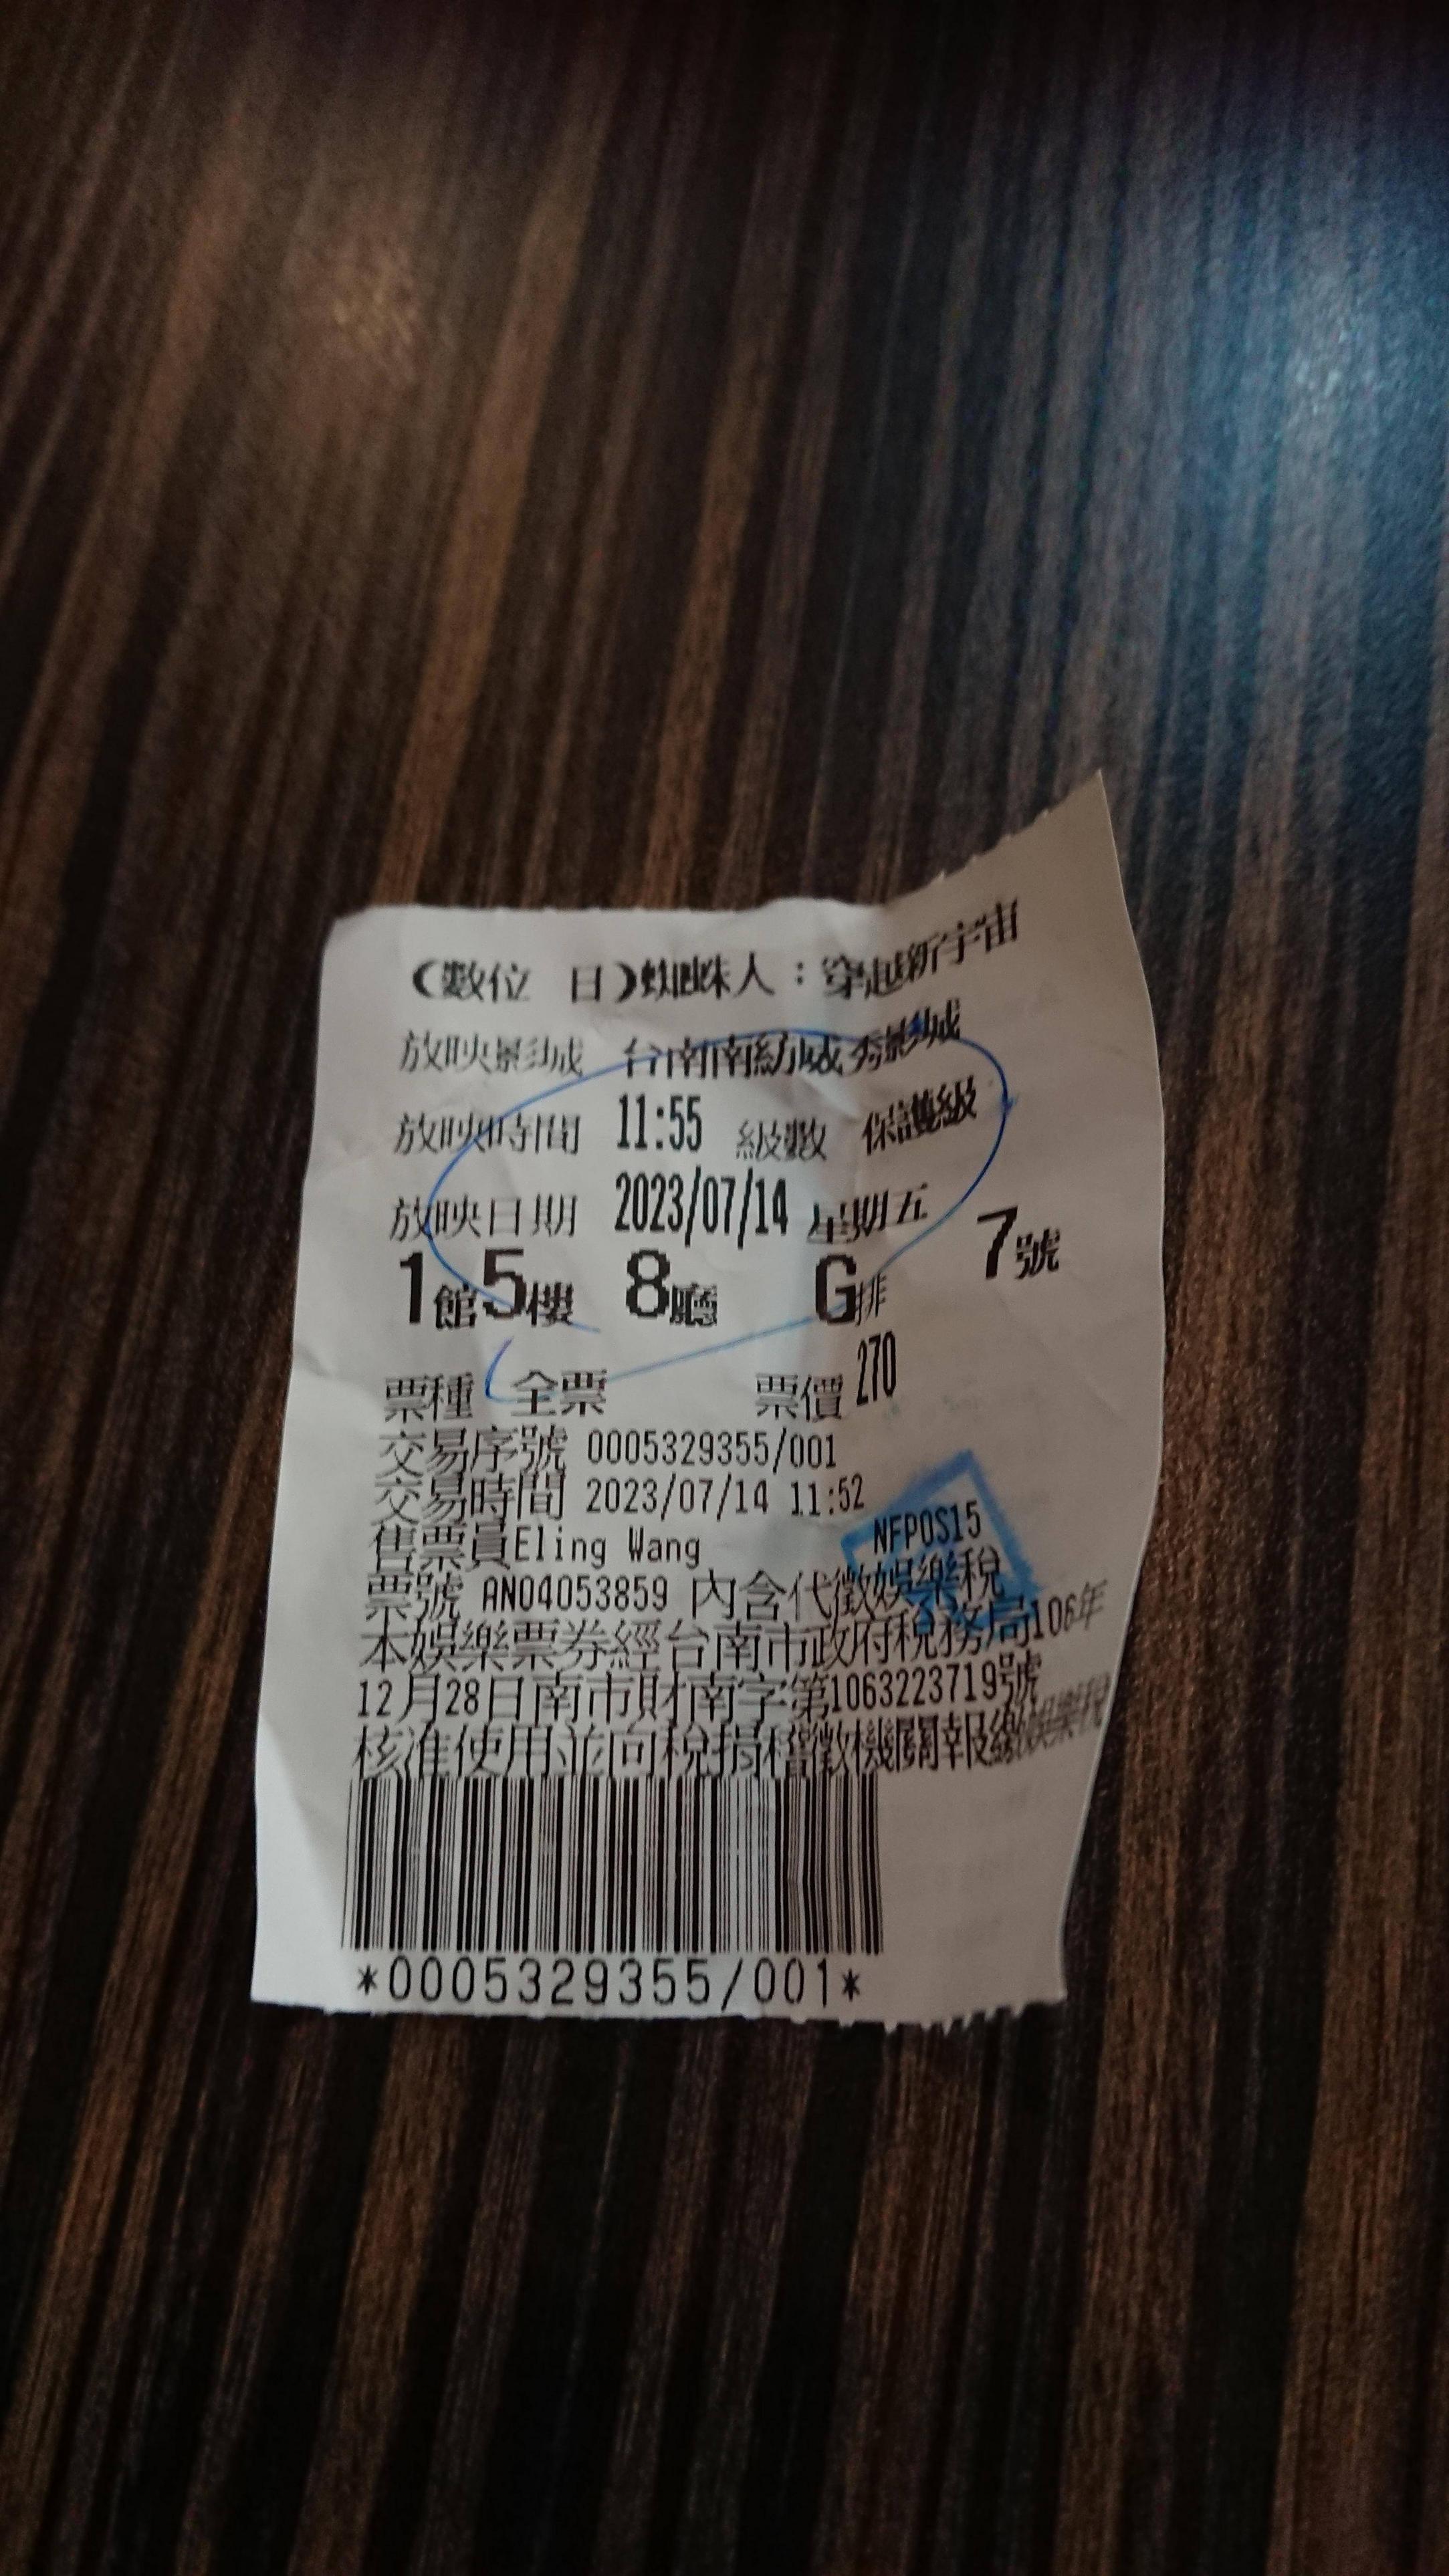 (數位 日)蜘蛛人：穿越新宇宙
放映影城 台南南紡威秀影城
放映時間 11:55 級數 保護級
放映日期 2023/07/14 星期五
1館5樓 8廳 G排 7號
票種 全票 票價 270
交易序號 0005329355/001
交易時間 2023/07/14 11:52
售票員Eling Wang NFPOS15
票號 AN04053859 內含代徵娛樂稅
本娛樂票券經台南市政府稅務局106年
12月28日南市財南字第1063223719號
核准使用並向稅捐稽徵機關報繳娛樂稅
*0005329355/001*